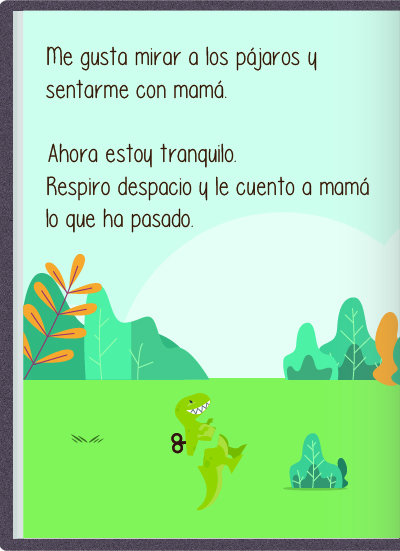 Me gusta mirar a los pájaros y
sentarme con mamá.
Ahora estoy tranquilo.
Respiro despacio y le cuento a mamá
lo que ha pasado.
8